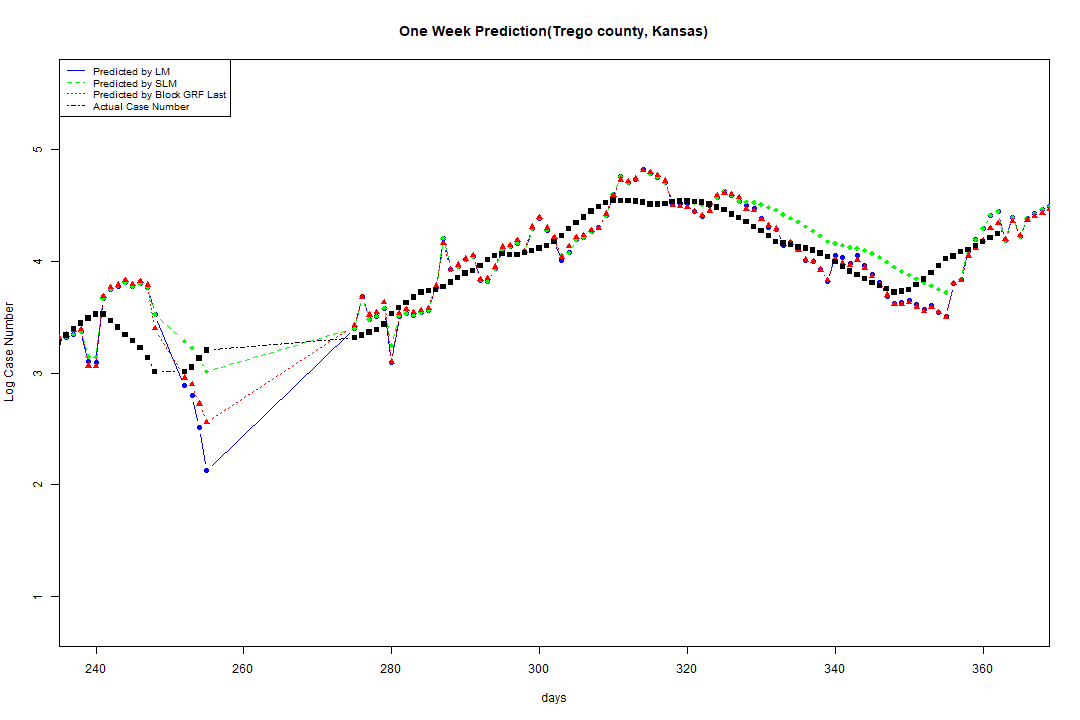 One Week Prediction(Trego county, Kansas)
Predicted by LM
Predicted by SLM
Predicted by Block GRF Last
Actual Case Number
5
4
3
2
1
Log Case Number
240 260 280 300 320 340 360
days